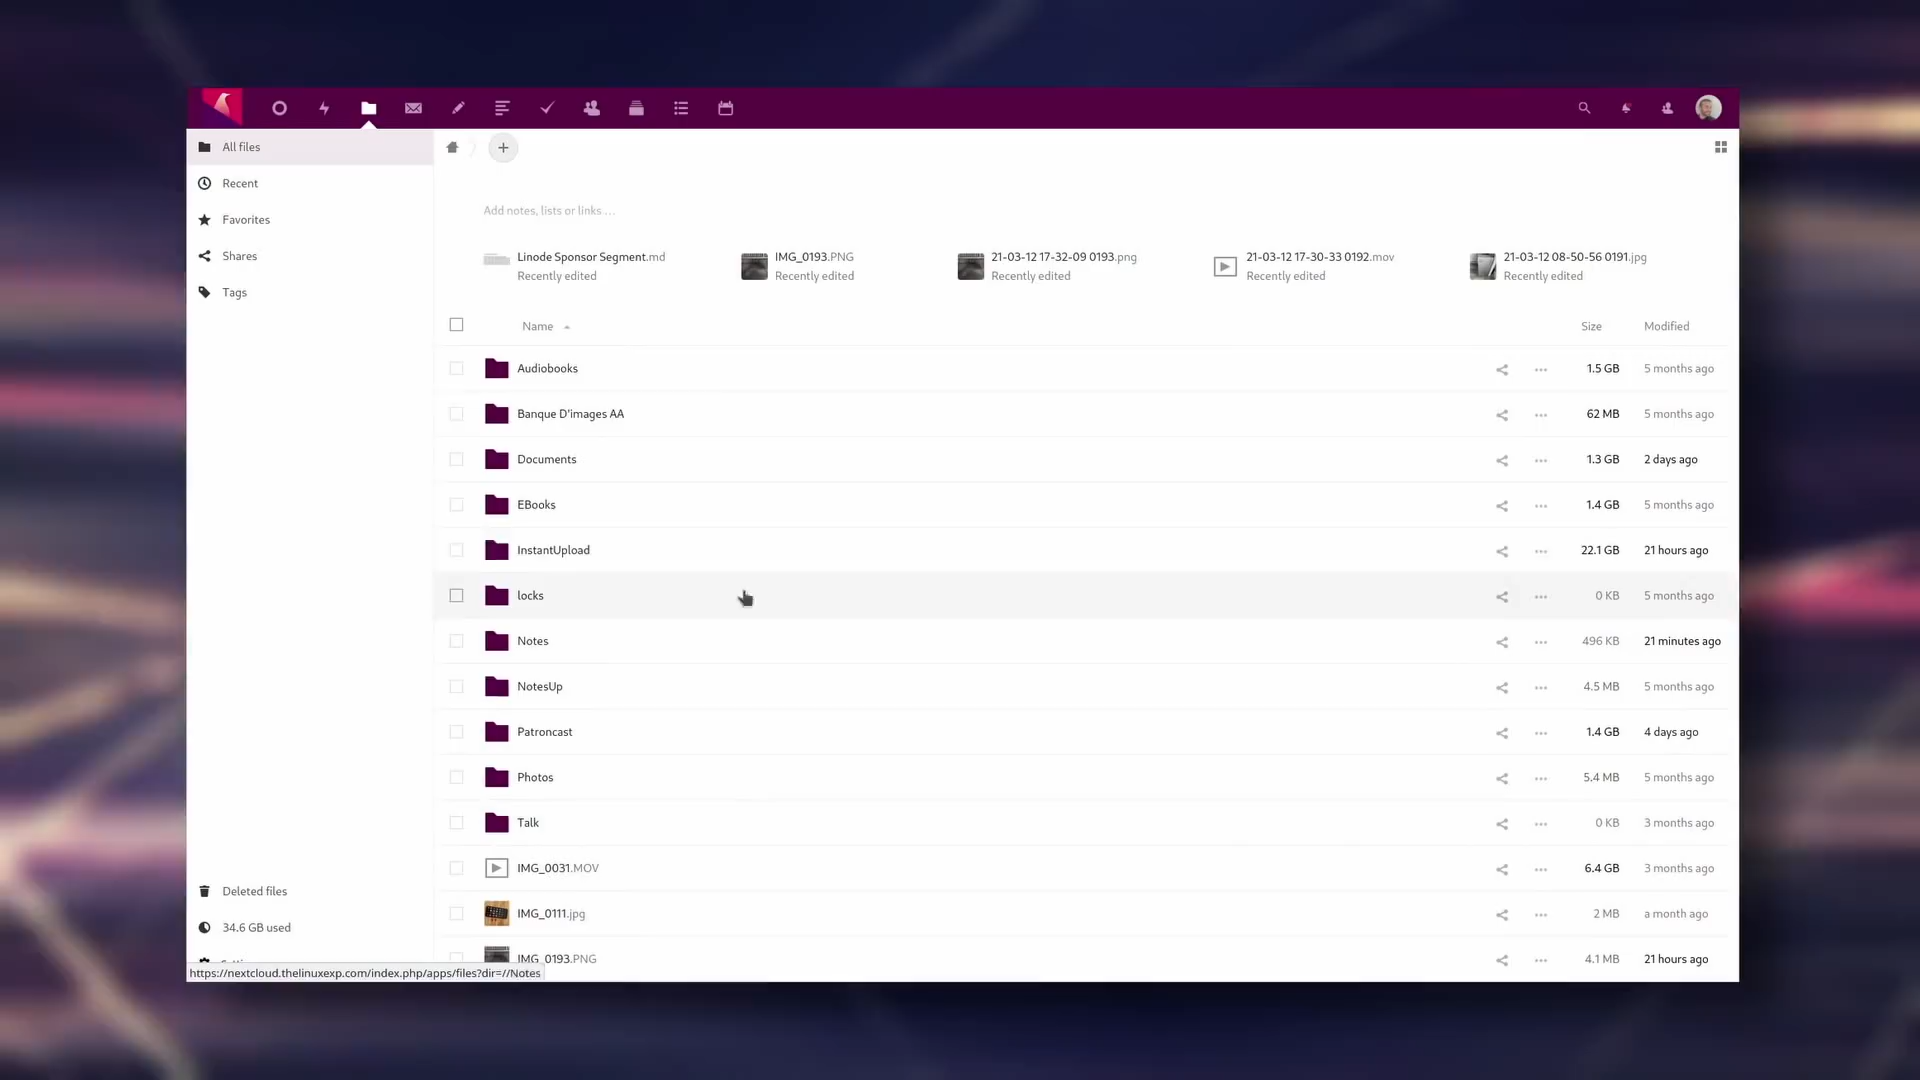 All files
Recent
Favorites
Shares
Tags
Add notes, lists or links ...
Linode Sponsor Segment.md
Recently edited
IMG_0193.PNG
Recently edited
21-03-12 17-32-09 0193.png
Recently edited
21-03-12 17-30-33 0192.mov
Recently edited
21-03-12 08-50-56 0191.jpg
Recently edited
Name Size Modified
Audiobooks 1.5 GB 5 months ago
Banque D'images AA 62 MB 5 months ago
Documents 1.3 GB 2 days ago
EBooks 1.4 GB 5 months ago
InstantUpload 22.1 GB 21 hours ago
locks 0 KB 5 months ago
Notes 496 KB 21 minutes ago
NotesUp 4.5 MB 5 months ago
Patroncast 1.4 GB 4 days ago
Photos 5.4 MB 5 months ago
Talk 0 KB 3 months ago
IMG_0031.MOV 6.4 GB 3 months ago
IMG_0111.jpg 2 MB a month ago
IMG_0193.PNG 4.1 MB 21 hours ago
Deleted files
34.6 GB used
https://nextcloud.thelinuxexp.com/index.php/apps/files?dir=//Notes